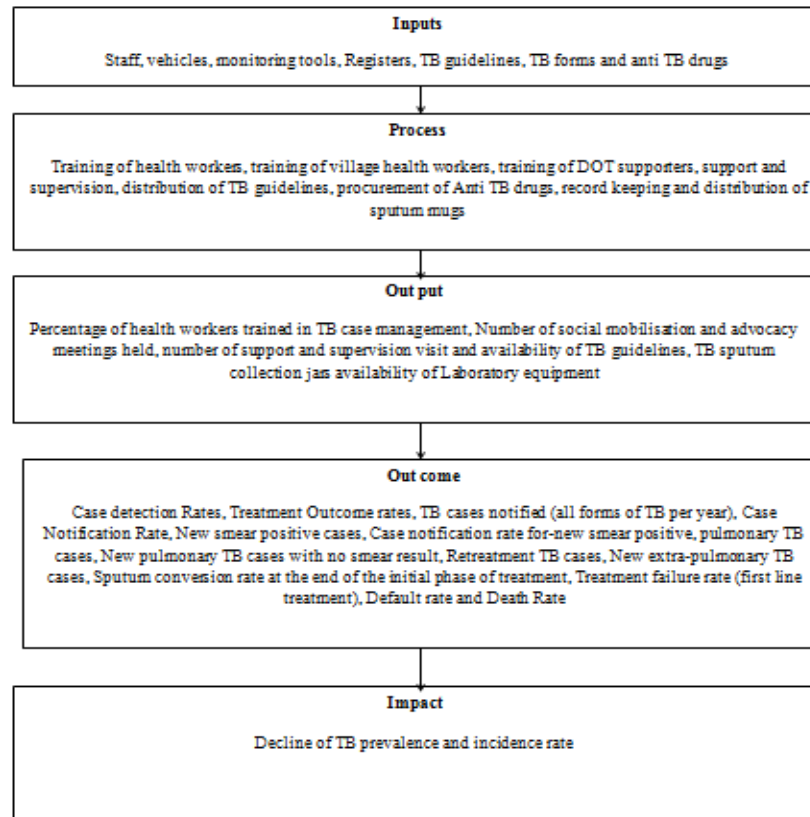 Inputs
Staff, vehicles, monitoring tools, Registers, TB guidelines, TB forms and anti TB drugs
Process
Training of health workers, training of village health workers, training of DOT supporters, support and
supervision, distribution of TB guidelines, procurement of Anti TB drugs, record keeping and distribution of
sputum mugs
Out put
Percentage of health workers trained in TB case management, Number of social mobilisation and advocacy
meetings held, number of support and supervision visit and availability of TB guidelines, TB sputum
collection jars availability of Laboratory equipment
Out come
Case detection Rates, Treatment Outcome rates, TB cases notified (all forms of TB per year), Case
Notification Rate, New smear positive cases, Case notification rate for-new smear positive, pulmonary TB
cases, New pulmonary TB cases with no smear result, Retreatment TB cases, New extra-pulmonary TB
cases, Sputum conversion rate at the end of the initial phase of treatment, Treatment failure rate (first line
treatment), Default rate and Death Rate
Impact
Decline of TB prevalence and incidence rate